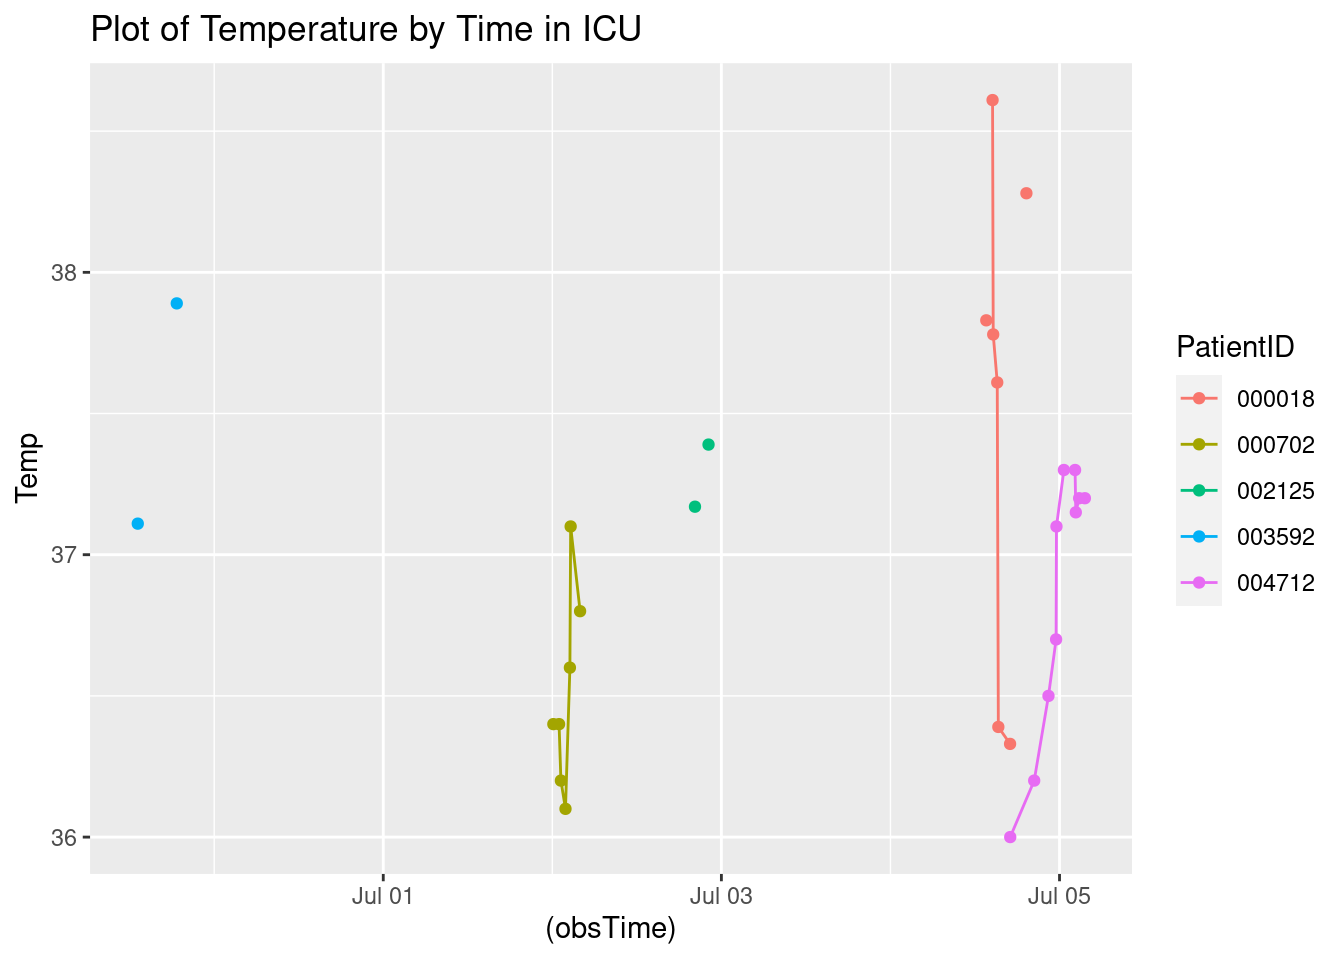 Plot of Temperature by Time in ICU
38
37
36
Temp
Jul 01
Jul 03
Jul 05
(obsTime)
PatientID
000018
000702
002125
003592
004712